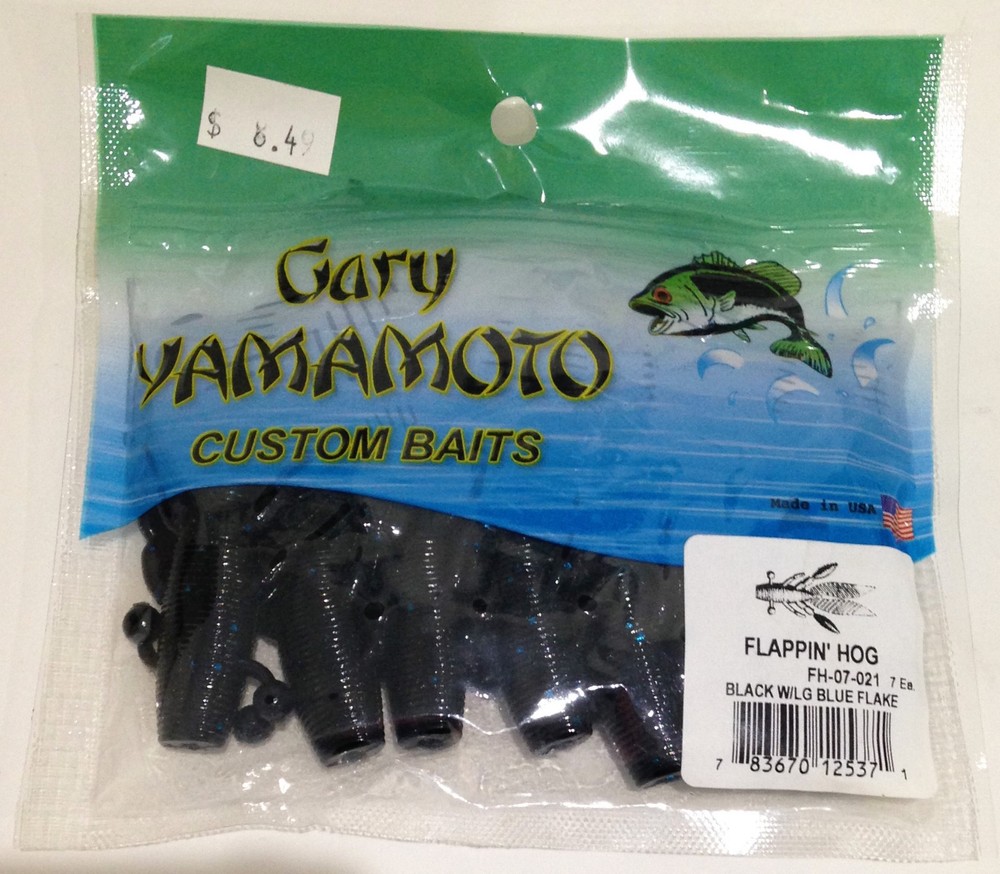 $ 8.49
Gary
YAMAMOTO
CUSTOM BAITS
Made in USA
FLAPPIN' HOG
FH-07-021 7 Ea.
BLACK W/LG BLUE FLAKE
7 83670 12537 1